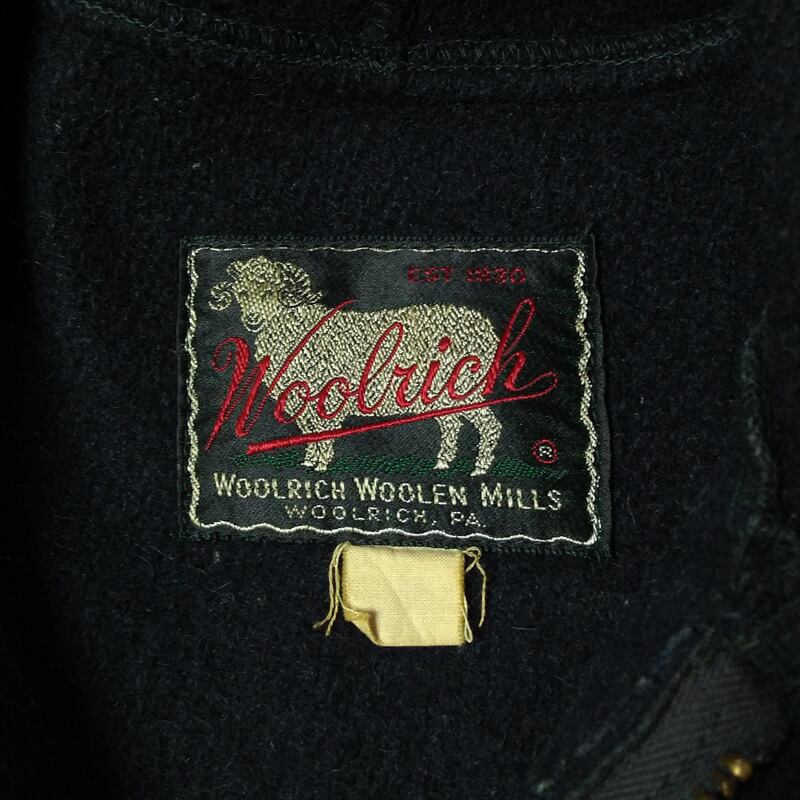 EST 1830
Woolrich
®
WOOLRICH WOOLEN MILLS
WOOLRICH, PA.